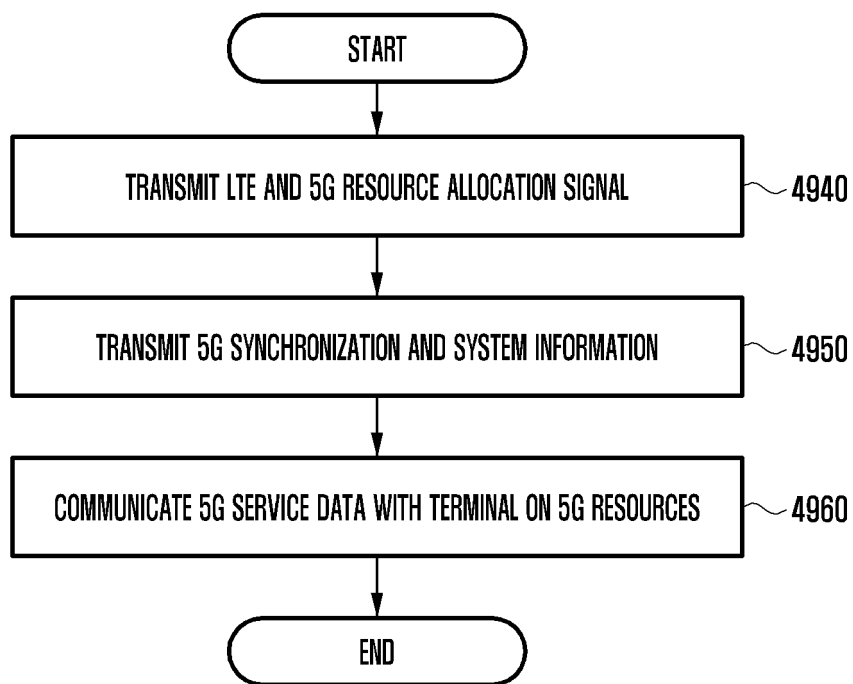 START
TRANSMIT LTE AND 5G RESOURCE ALLOCATION SIGNAL
4940
TRANSMIT 5G SYNCHRONIZATION AND SYSTEM INFORMATION
4950
COMMUNICATE 5G SERVICE DATA WITH TERMINAL ON 5G RESOURCES
4960
END